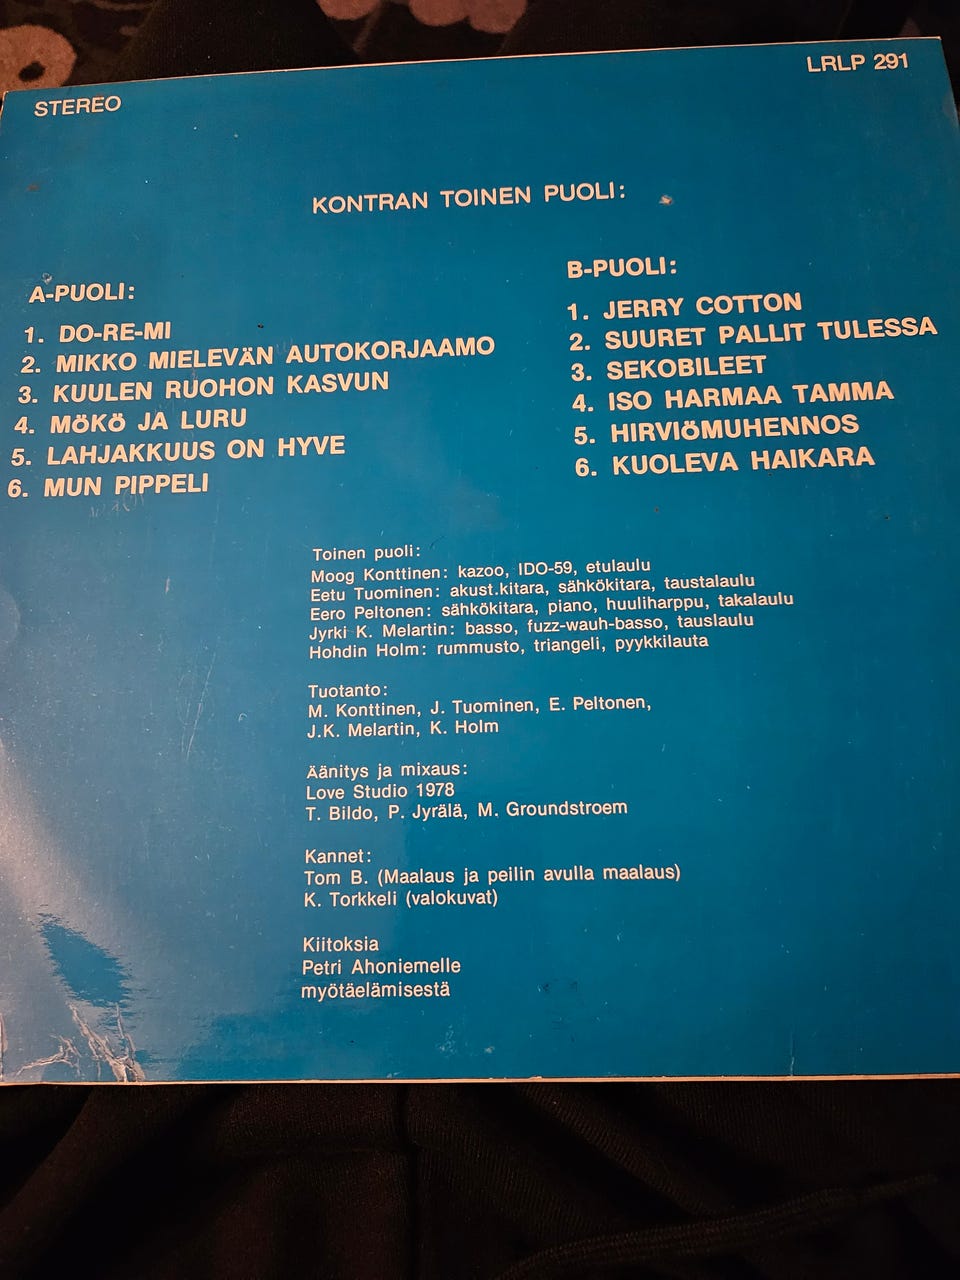 STEREO
LRLP 291
KONTRAN TOINEN PUOLI:
A-PUOLI:
1. DO-RE-MI
2. MIKKO MIELEVÄN AUTOKORJAAMO
3. KUULEN RUOHON KASVUN
4. MÖKÖ JA LURU
5. LAHJAKKUUS ON HYVE
6. MUN PIPPELI
B-PUOLI:
1. JERRY COTTON
2. SUURET PALLIT TULESSA
3. SEKOBILEET
4. ISO HARMAA TAMMA
5. HIRVIÖMUHENNOS
6. KUOLEVA HAIKARA
Toinen puoli:
Moog Konttinen: kazoo, IDO-59, etulaulu
Eetu Tuominen: akust.kitara, sähkökitara, taustalaulu
Eero Peltonen: sähkökitara, piano, huuliharppu, takalaulu
Jyrki K. Melartin: basso, fuzz-wauh-basso, tauslaulu
Hohdin Holm: rummusto, triangeli, pyykkilauta
Tuotanto:
M. Konttinen, J. Tuominen, E. Peltonen,
J.K. Melartin, K. Holm
Äänitys ja mixaus:
Love Studio 1978
T. Bildo, P. Jyrälä, M. Groundstroem
Kannet:
Tom B. (Maalaus ja peilin avulla maalaus)
K. Torkkeli (valokuvat)
Kiitoksia
Petri Ahoniemelle
myötäelämisestä